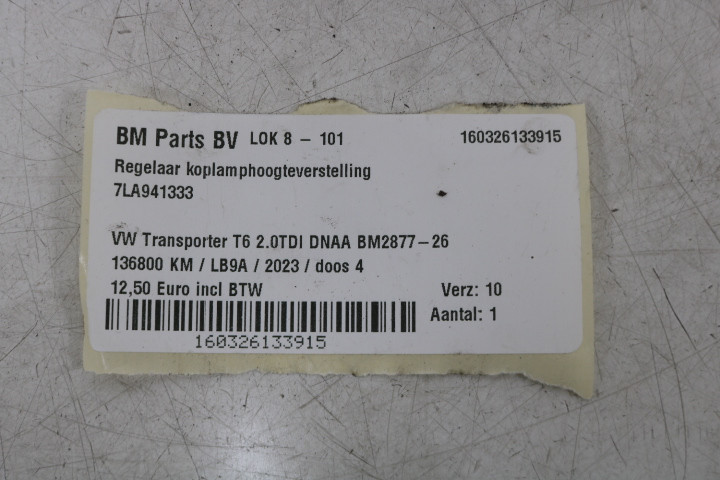 BM Parts BV LOK 8 - 101 160326133915
Regelaar koplamphoogteverstelling
7LA941333
VW Transporter T6 2.0TDI DNAA BM2877-26
136800 KM / LB9A / 2023 / doos 4
12,50 Euro incl BTW Verz: 10
Aantal: 1
160326133915